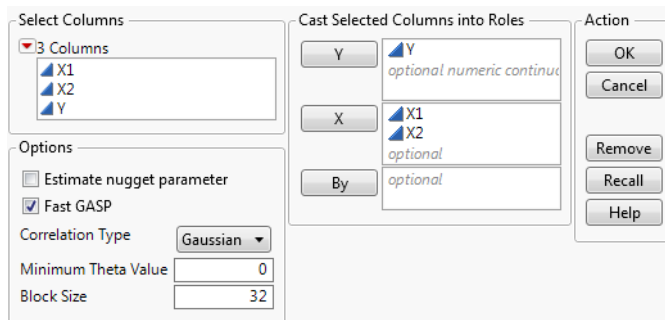 Select Columns
3 Columns
X1
X2
Y
Options
Estimate nugget parameter
Fast GASP
Correlation Type
Gaussian
Minimum Theta Value
0
Block Size
32
Cast Selected Columns into Roles
Y
Y
optional numeric
X
X1
X2
optional
By
optional
Action
OK
Cancel
Remove
Recall
Help